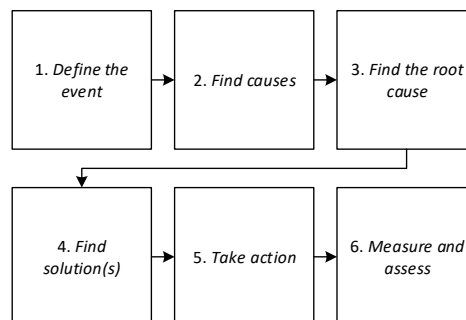 1. Define the
event
2. Find causes
3. Find the root
cause
4. Find
solution(s)
5. Take action
6. Measure and
assess